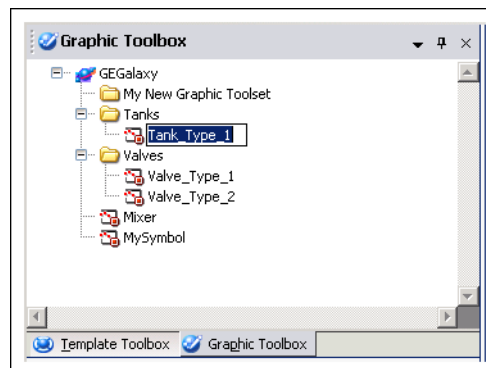 Graphic Toolbox
GEGalaxy
My New Graphic Toolset
Tanks
Tank_Type_1
Valves
Valve_Type_1
Valve_Type_2
Mixer
MySymbol
Template Toolbox Graphic Toolbox